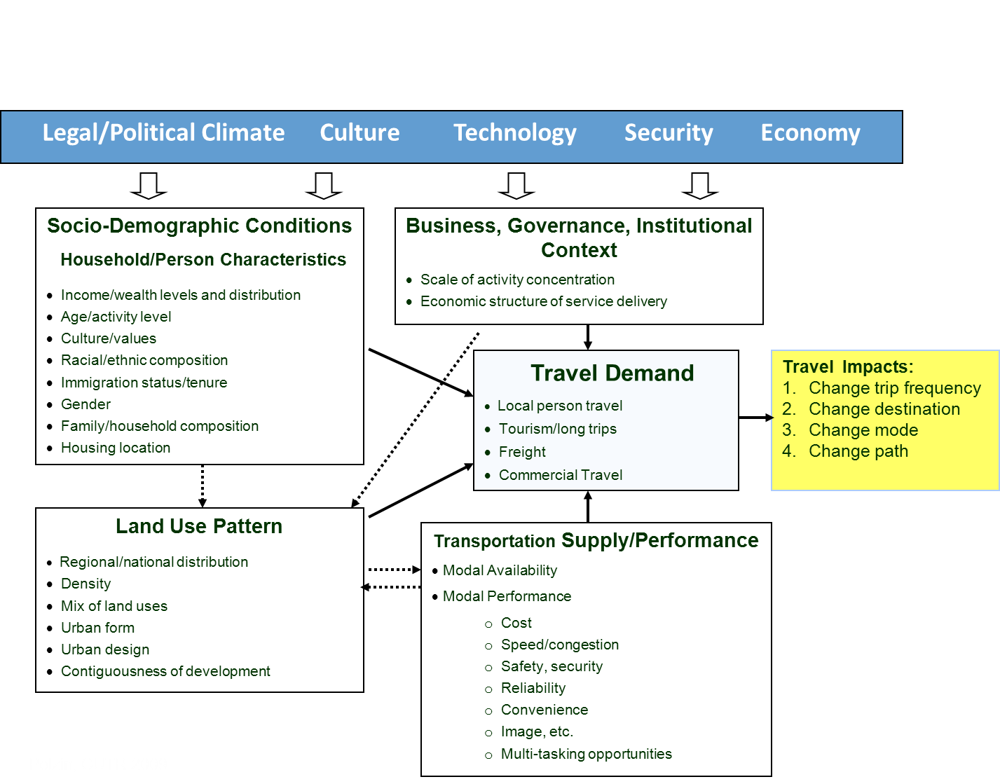 Legal/Political Climate Culture Technology Security Economy
Socio-Demographic Conditions
Household/Person Characteristics
• Income/wealth levels and distribution
• Age/activity level
• Culture/values
• Racial/ethnic composition
• Immigration status/tenure
• Gender
• Family/household composition
• Housing location
Business, Governance, Institutional
Context
• Scale of activity concentration
• Economic structure of service delivery
Travel Demand
• Local person travel
• Tourism/long trips
• Freight
• Commercial Travel
Travel Impacts:
1. Change trip frequency
2. Change destination
3. Change mode
4. Change path
Land Use Pattern
• Regional/national distribution
• Density
• Mix of land uses
• Urban form
• Urban design
• Contiguousness of development
Transportation Supply/Performance
• Modal Availability
• Modal Performance
o Cost
o Speed/congestion
o Safety, security
o Reliability
o Convenience
o Image, etc.
o Multi-tasking opportunities